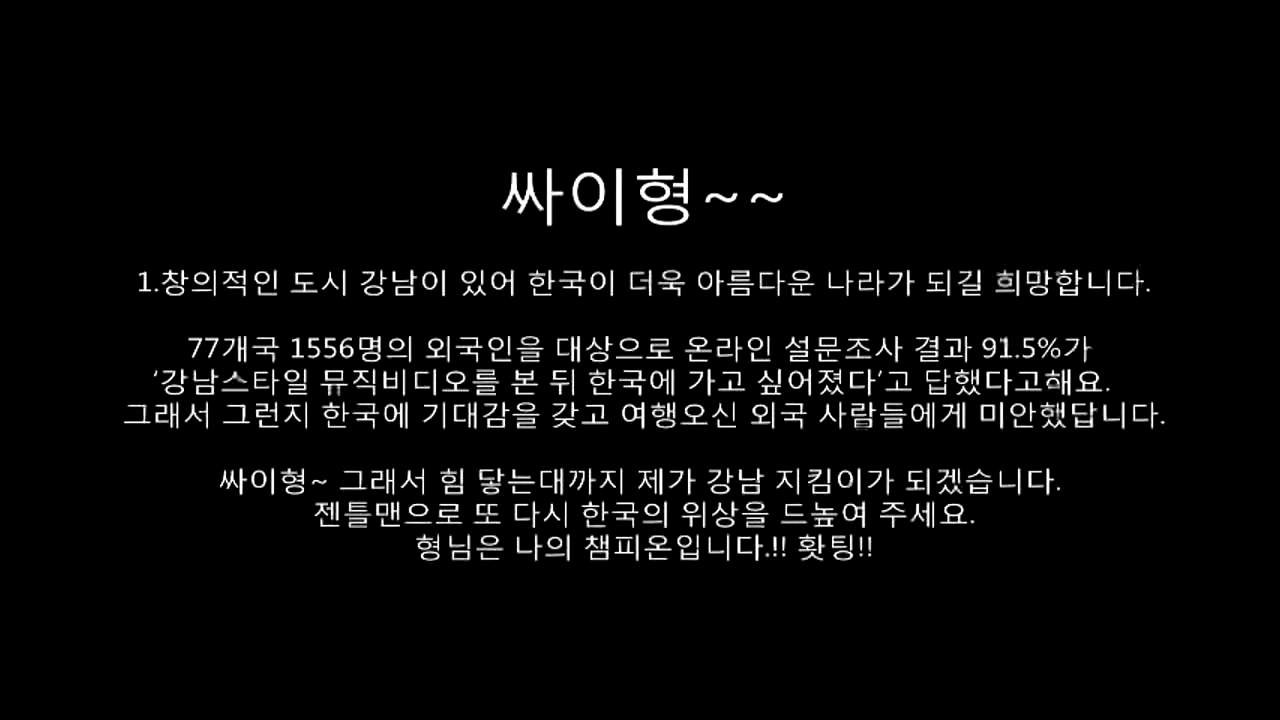 싸이형~~
1.창의적인 도시 강남이 있어 한국이 더욱 아름다운 나라가 되길 희망합니다.
77개국 1556명의 외국인을 대상으로 온라인 설문조사 결과 91.5%가
‘강남스타일 뮤직비디오를 본 뒤 한국에 가고 싶어졌다’고 답했다고해요.
그래서 그런지 한국에 기대감을 갖고 여행오신 외국 사람들에게 미안했답니다.
싸이형~ 그래서 힘 닿는대까지 제가 강남 지킴이가 되겠습니다.
젠틀맨으로 또 다시 한국의 위상을 드높여 주세요.
형님은 나의 챔피온입니다.!! 홧팅!!